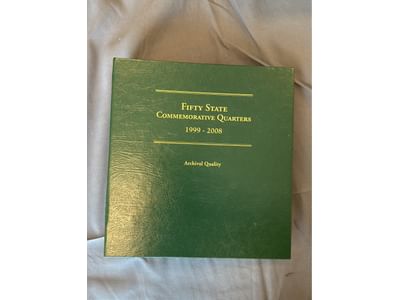 Fifty State
Commemorative Quarters
1999 - 2008
Archival Quality